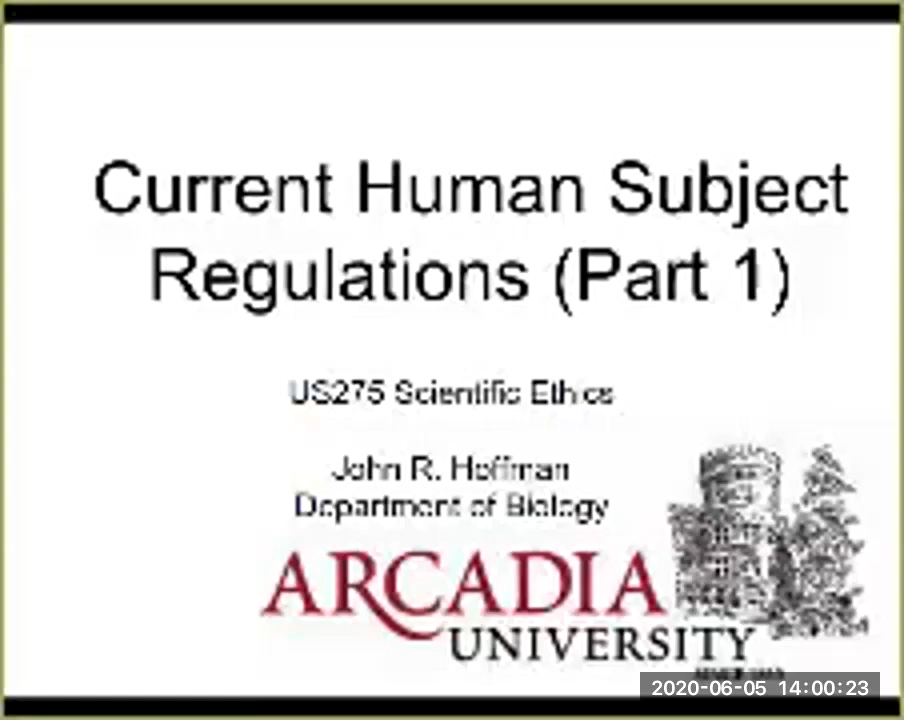 Current Human Subject
Regulations (Part 1)
US275 Scientific Ethics
John R. Hoffman
Department of Biology
ARCADIA
UNIVERSITY
2020-06-05 14:00:23